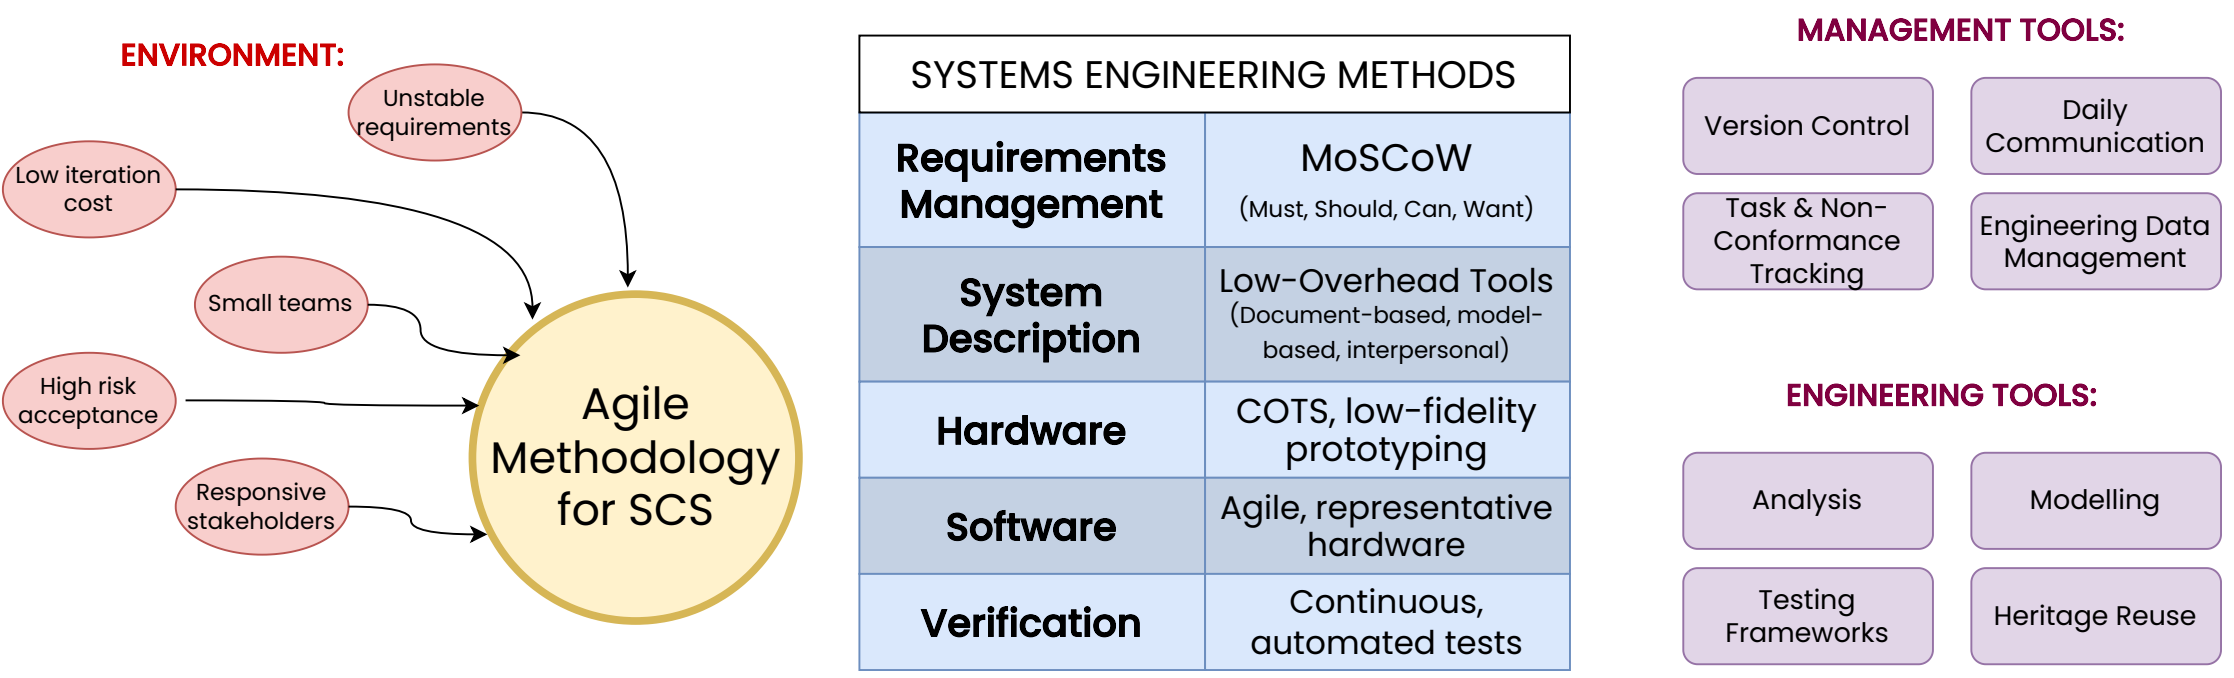 ENVIRONMENT:
Unstable
requirements
Low iteration
cost
Small teams
High risk
acceptance
Responsive
stakeholders
Agile
Methodology
for SCS
SYSTEMS ENGINEERING METHODS
Requirements
Management
MoSCoW
(Must, Should, Can, Want)
System
Description
Low-Overhead Tools
(Document-based, model-
based, interpersonal)
Hardware
COTS, low-fidelity
prototyping
Software
Agile, representative
hardware
Verification
Continuous,
automated tests
MANAGEMENT TOOLS:
Version Control
Daily
Communication
Task & Non-
Conformance
Tracking
Engineering Data
Management
ENGINEERING TOOLS:
Analysis
Modelling
Testing
Frameworks
Heritage Reuse